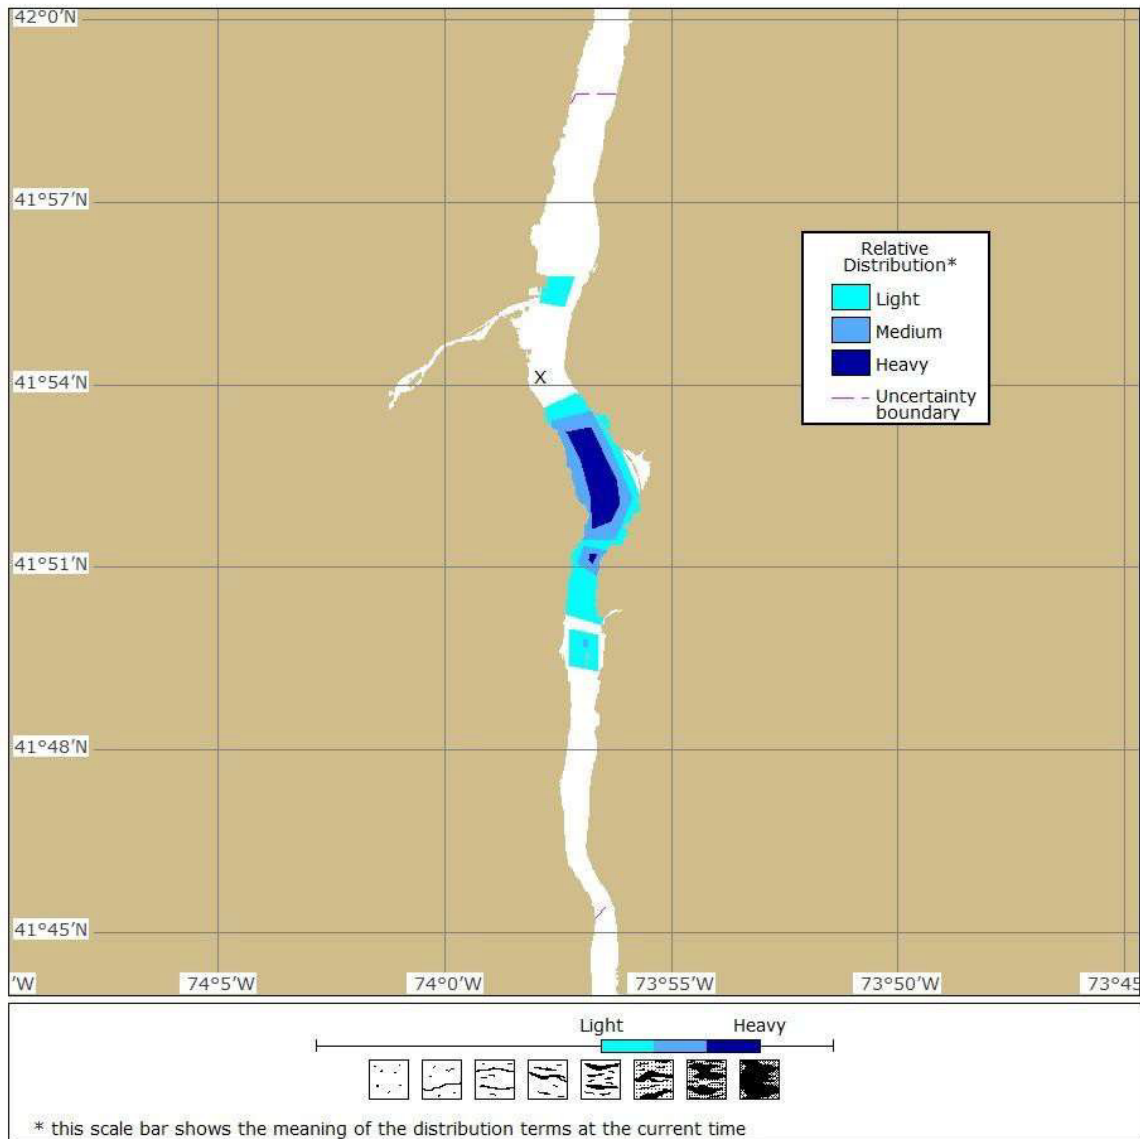 42°0’N
41°57’N
Relative
Distribution*
Light
Medium
Heavy
Uncertainty
boundary
X
41°54’N
41°51’N
41°48’N
41°45’N
’W 74°5’W 74°0’W 73°55’W 73°50’W 73°45
Light Heavy
* this scale bar shows the meaning of the distribution terms at the current time